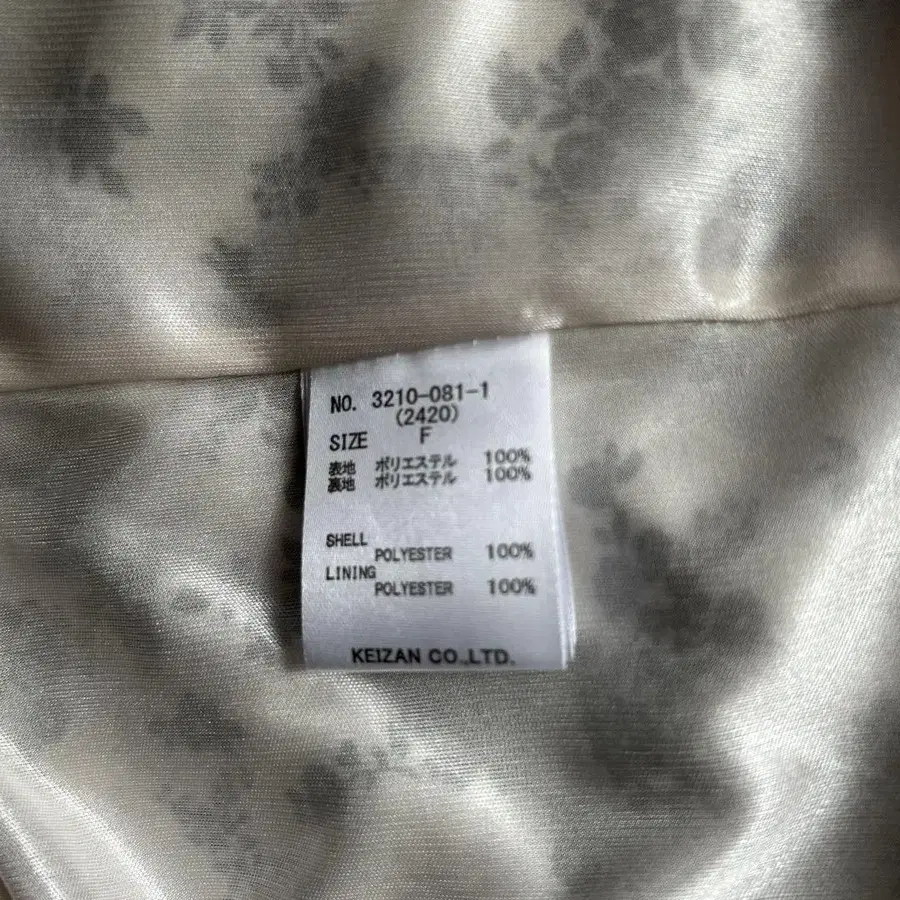 NO. 3210-081-1
(2420)
SIZE F
表地 ポリエステル 100%
裏地 ポリエステル 100%
SHELL
POLYESTER 100%
LINING
POLYESTER 100%
KEIZAN CO.,LTD.